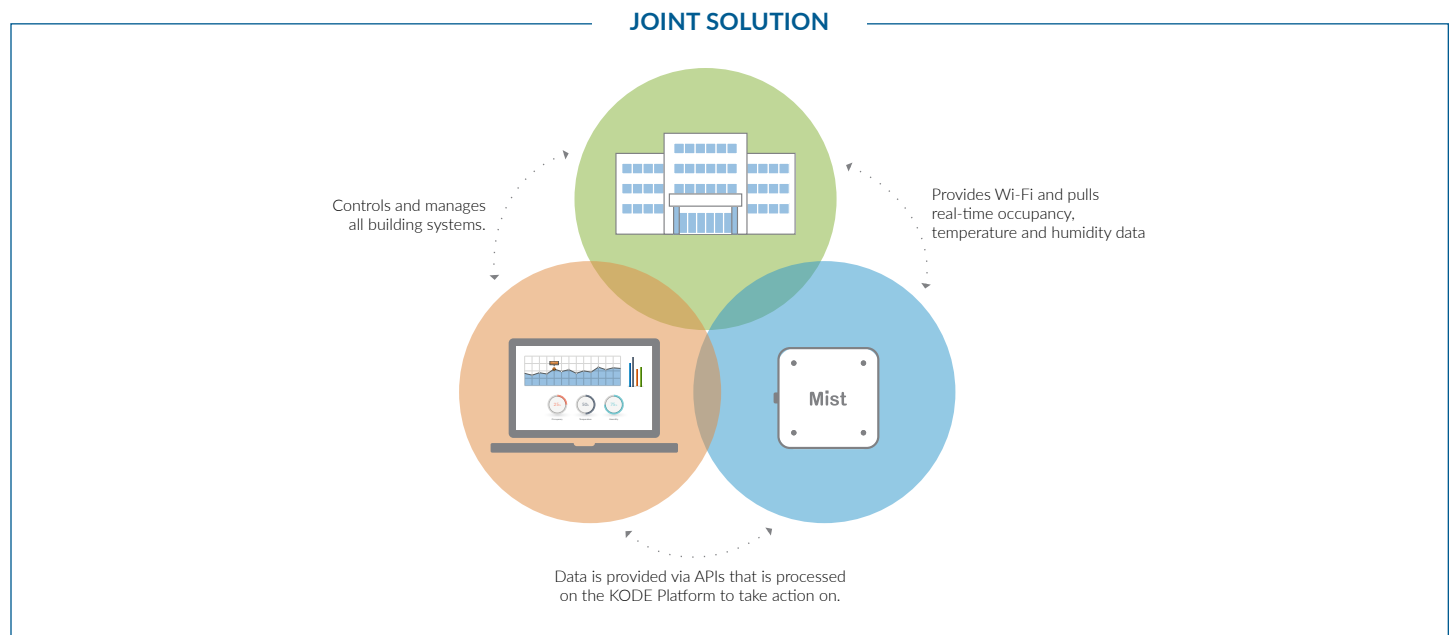 JOINT SOLUTION
Controls and manages
all building systems.
Provides Wi-Fi and pulls
real-time occupancy,
temperature and humidity data
Mist
Data is provided via APIs that is processed
on the KODE Platform to take action on.